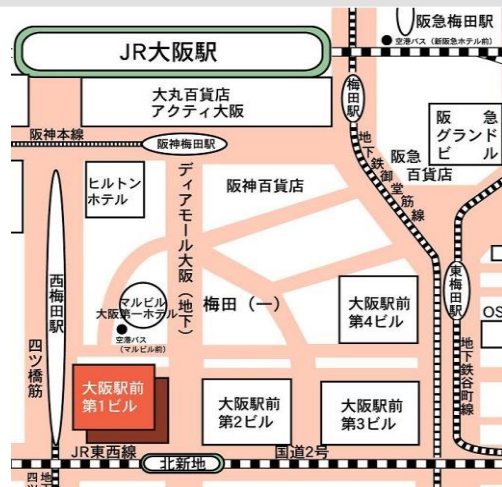 JR大阪駅
阪急梅田駅
空港バス（新阪急ホテル前）
大丸百貨店
アクティ大阪
梅田駅
阪　急
グランド
ビ　ル
阪神本線
阪神梅田駅
地下鉄御堂筋線
阪急
百貨店
ヒルトン
ホテル
ディアモール大阪（地下）
阪神百貨店
西梅田駅
マルビル
大阪第一ホテル
空港バス
（マルビル前）
梅田（一）
大阪駅前
第4ビル
東梅田駅
OS
四ツ橋筋
地下鉄谷町線
大阪駅前
第1ビル
大阪駅前
第2ビル
大阪駅前
第3ビル
JR東西線
北新地
国道2号
地下
四ツ